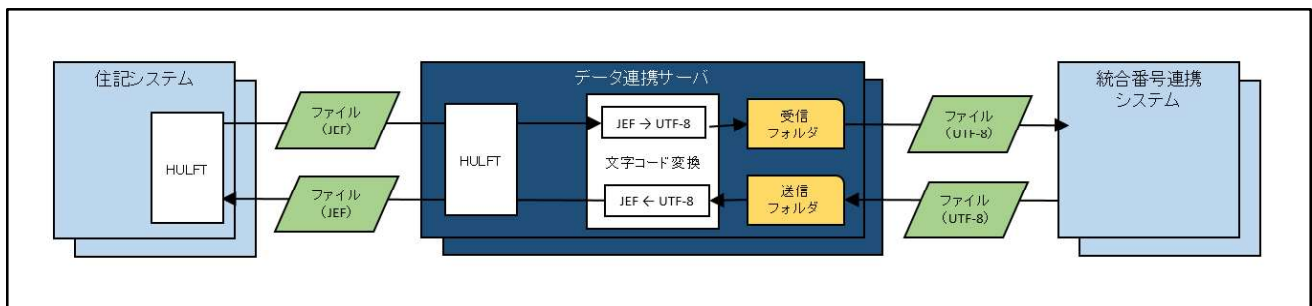 住記システム
HULFT
ファイル
(JEF)
ファイル
(JEF)
データ連携サーバ
HULFT
JEF → UTF-8
文字コード変換
JEF ← UTF-8
受信
フォルダ
送信
フォルダ
ファイル
(UTF-8)
ファイル
(UTF-8)
統合番号連携
システム